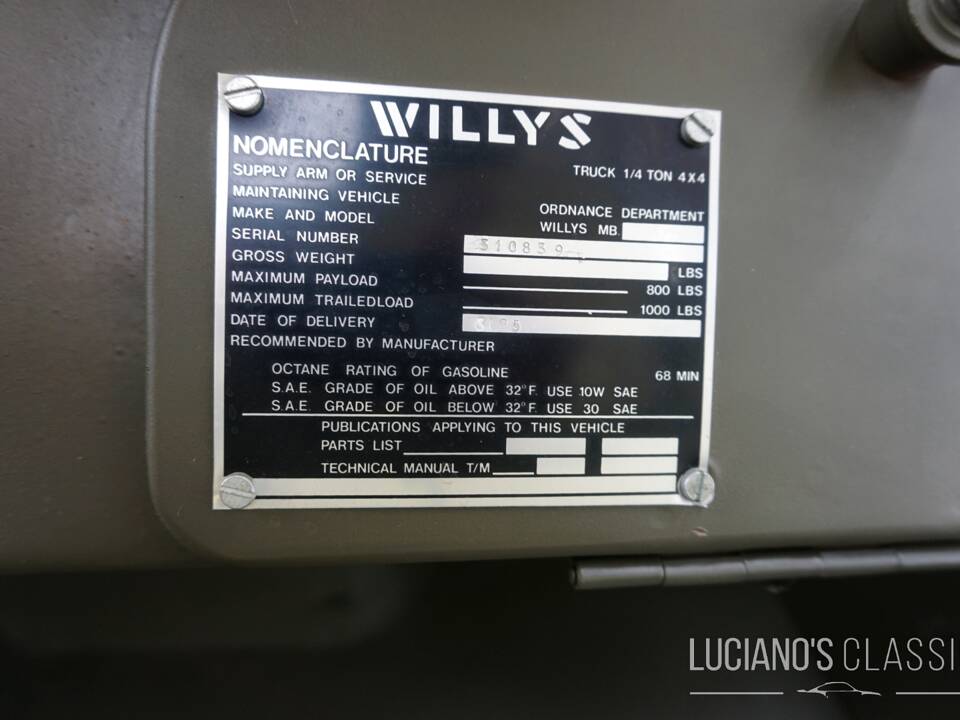 WILLYS
NOMENCLATURE
TRUCK 1/4 TON 4X4
SUPPLY ARM OR SERVICE
MAINTAINING VEHICLE
ORDNANCE DEPARTMENT
MAKE AND MODEL
WILLYS MB.
SERIAL NUMBER
310839
GROSS WEIGHT
LBS
MAXIMUM PAYLOAD
800 LBS
MAXIMUM TRAILEDLOAD
1000 LBS
DATE OF DELIVERY
RECOMMENDED BY MANUFACTURER
OCTANE RATING OF GASOLINE
68 MIN
S.A.E. GRADE OF OIL ABOVE 32°F. USE 10W SAE
S.A.E. GRADE OF OIL BELOW 32°F. USE 30 SAE
PUBLICATIONS APPLYING TO THIS VEHICLE
PARTS LIST
TECHNICAL MANUAL T/M
LUCIANO'S CLASSI